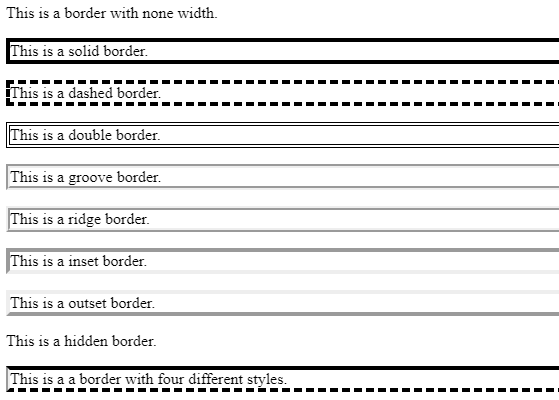 This is a border with none width.
This is a solid border.
This is a dashed border.
This is a double border.
This is a groove border.
This is a ridge border.
This is a inset border.
This is a outset border.
This is a hidden border.
This is a a border with four different styles.